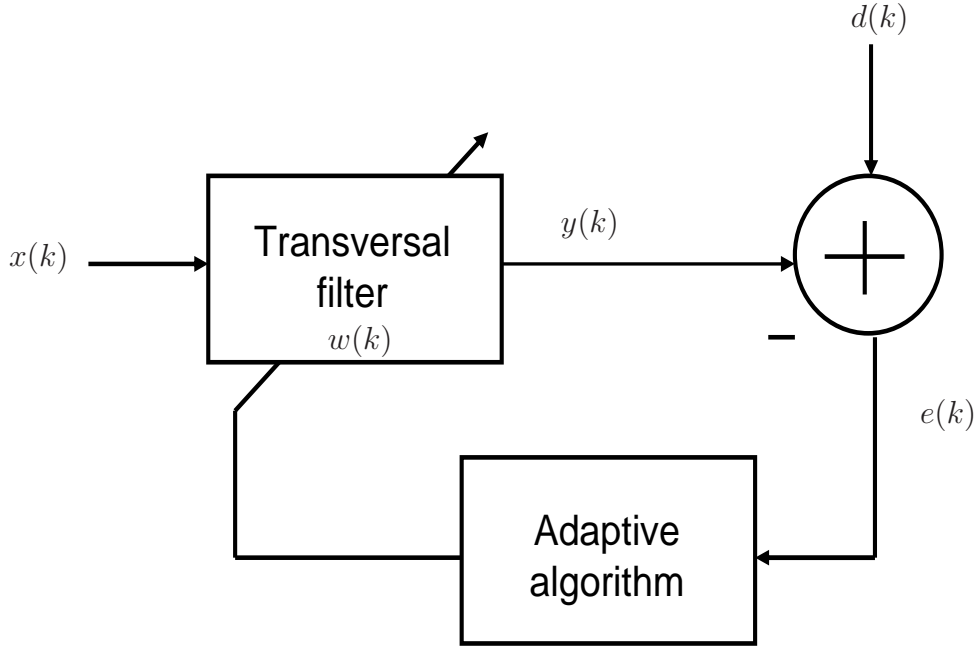 d(k)
x(k)
Transversal
filter
w(k)
y(k)
+
−
e(k)
Adaptive
algorithm